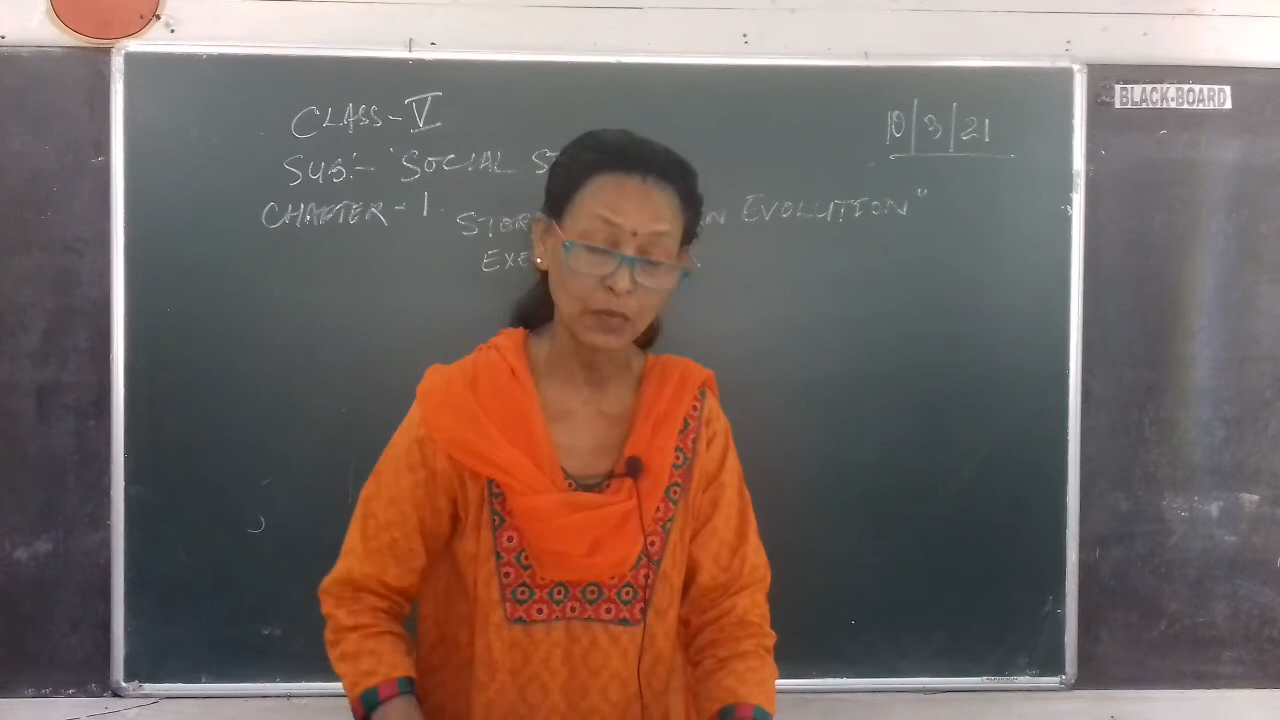 CLASS - V
10/3/21
BLACK-BOARD
SUB:- SOCIAL
CHAPTER - 1. EVOLUTION"